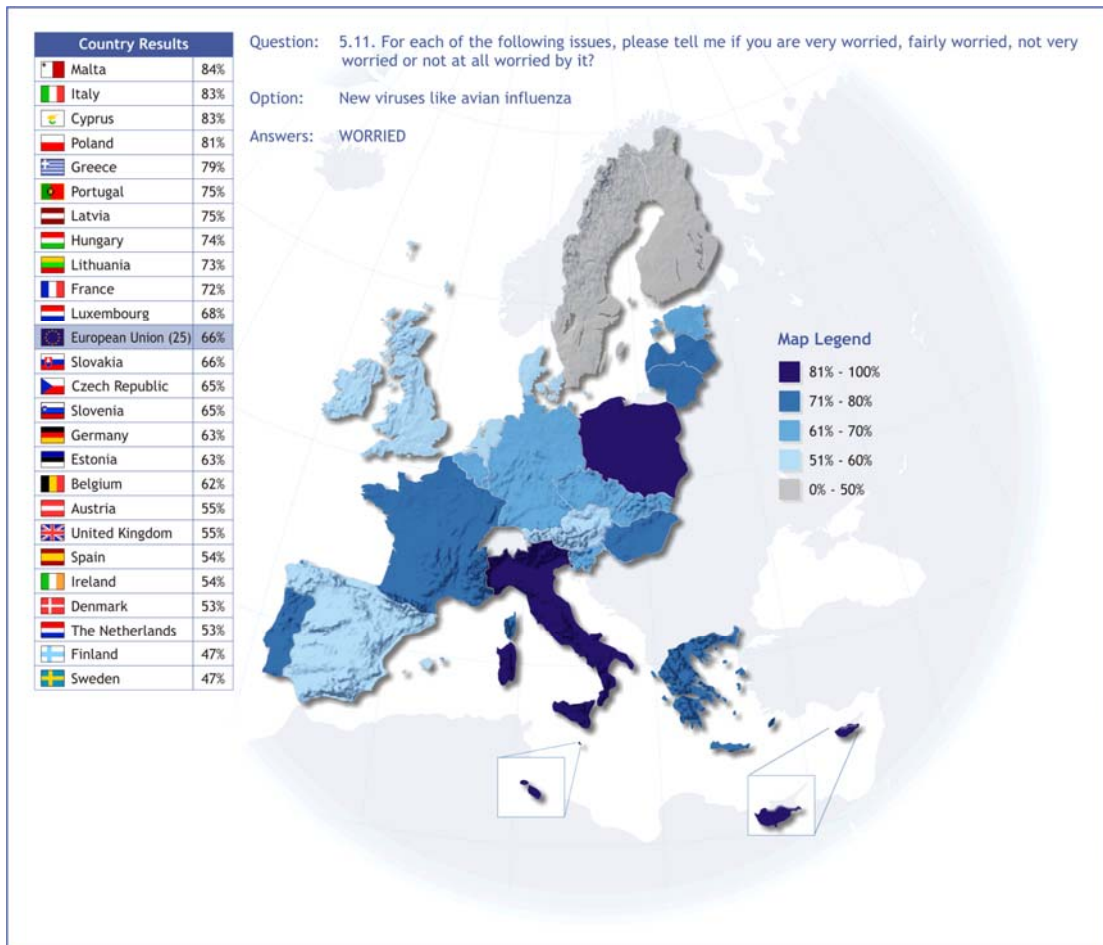 Country Results
Malta 84%
Italy 83%
Cyprus 83%
Poland 81%
Greece 79%
Portugal 75%
Latvia 75%
Hungary 74%
Lithuania 73%
France 72%
Luxembourg 68%
European Union (25) 66%
Slovakia 66%
Czech Republic 65%
Slovenia 65%
Germany 63%
Estonia 63%
Belgium 62%
Austria 55%
United Kingdom 55%
Spain 54%
Ireland 54%
Denmark 53%
The Netherlands 53%
Finland 47%
Sweden 47%
Question: 5.11. For each of the following issues, please tell me if you are very worried, fairly worried, not very
worried or not at all worried by it?
Option: New viruses like avian influenza
Answers: WORRIED
Map Legend
81% - 100%
71% - 80%
61% - 70%
51% - 60%
0% - 50%